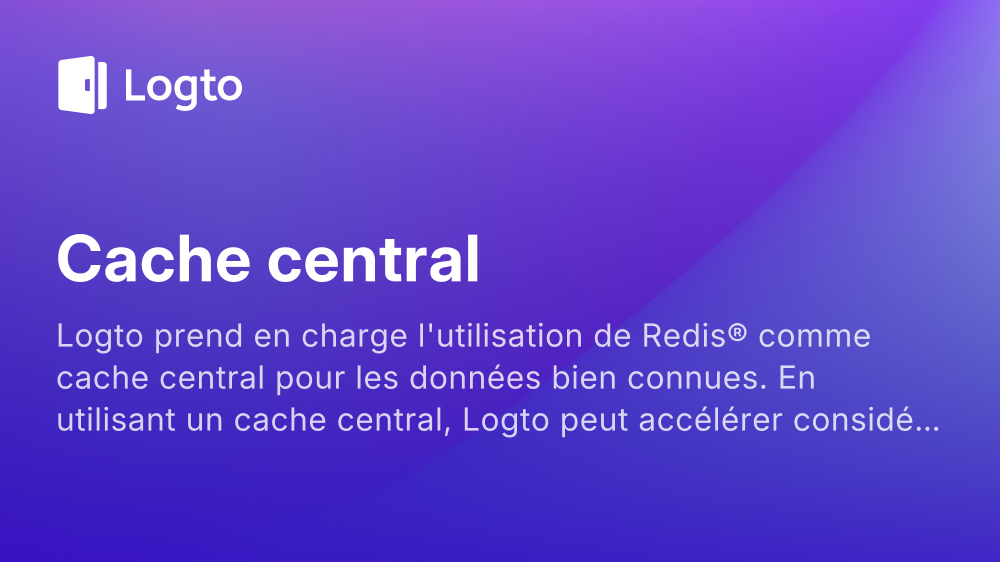 Logto
Cache central
Logto prend en charge l'utilisation de Redis® comme
cache central pour les données bien connues. En
utilisant un cache central, Logto peut accélérer considé...